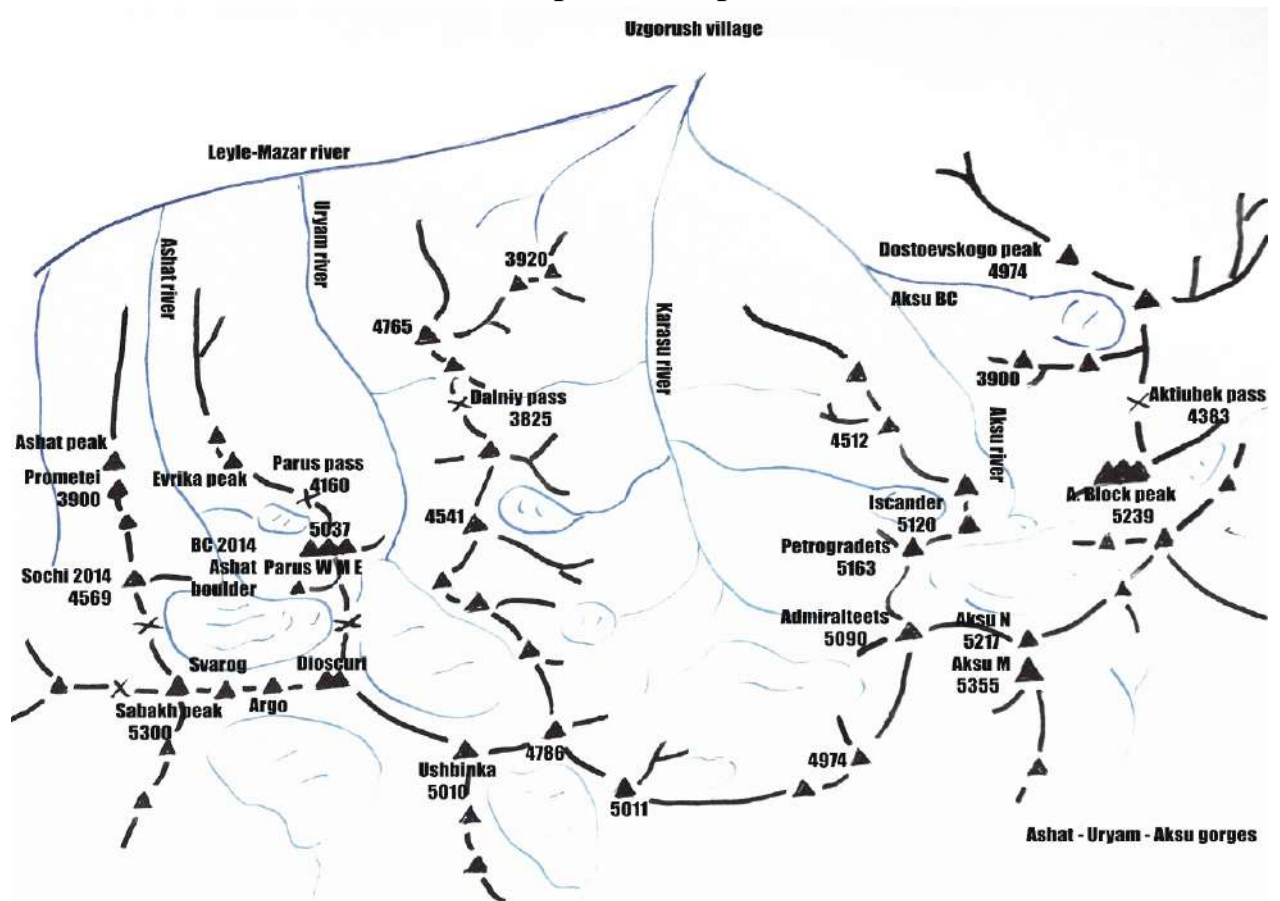 Uzgorush village
Leyle-Mazar river
Ashat river
Uryam river
3920
4765
Dalniy pass
3825
Karasu river
Dostoevskogo peak
4974
Aksu BC
3900
Aktiubek pass
4383
Aksu river
4512
Ashat peak
Prometei
3900
Evrika peak
Parus pass
4160
5037
BC 2014
Ashat
boulder
Parus W M E
4541
Iscander
5120
A. Block peak
5239
Petrogradets
5163
Sochi 2014
4569
Admiralteets
5090
Aksu N
5217
Aksu M
5355
Svarog
Dioscuri
Sabakh peak
5300
Argo
Ushbinka
5010
4786
5011
4974
Ashat - Uryam - Aksu gorges